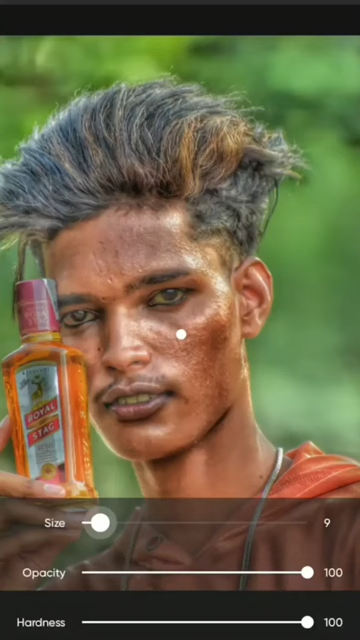 ROYAL
STAG
Size 9
Opacity 100
Hardness 100